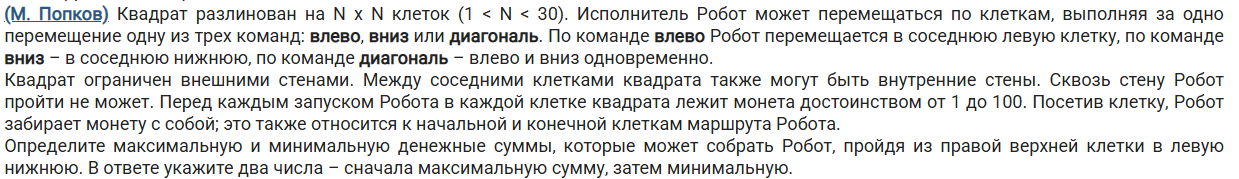 (М. Попков) Квадрат разлинован на N x N клеток (1 < N < 30). Исполнитель Робот может перемещаться по клеткам, выполняя за одно
перемещение одну из трех команд: влево, вниз или диагональ. По команде влево Робот перемещается в соседнюю левую клетку, по команде
вниз – в соседнюю нижнюю, по команде диагональ – влево и вниз одновременно.
Квадрат ограничен внешними стенами. Между соседними клетками квадрата также могут быть внутренние стены. Сквозь стену Робот
пройти не может. Перед каждым запуском Робота в каждой клетке квадрата лежит монета достоинством от 1 до 100. Посетив клетку, Робот
забирает монету с собой; это также относится к начальной и конечной клеткам маршрута Робота.
Определите максимальную и минимальную денежные суммы, которые может собрать Робот, пройдя из правой верхней клетки в левую
нижнюю. В ответе укажите два числа – сначала максимальную сумму, затем минимальную.